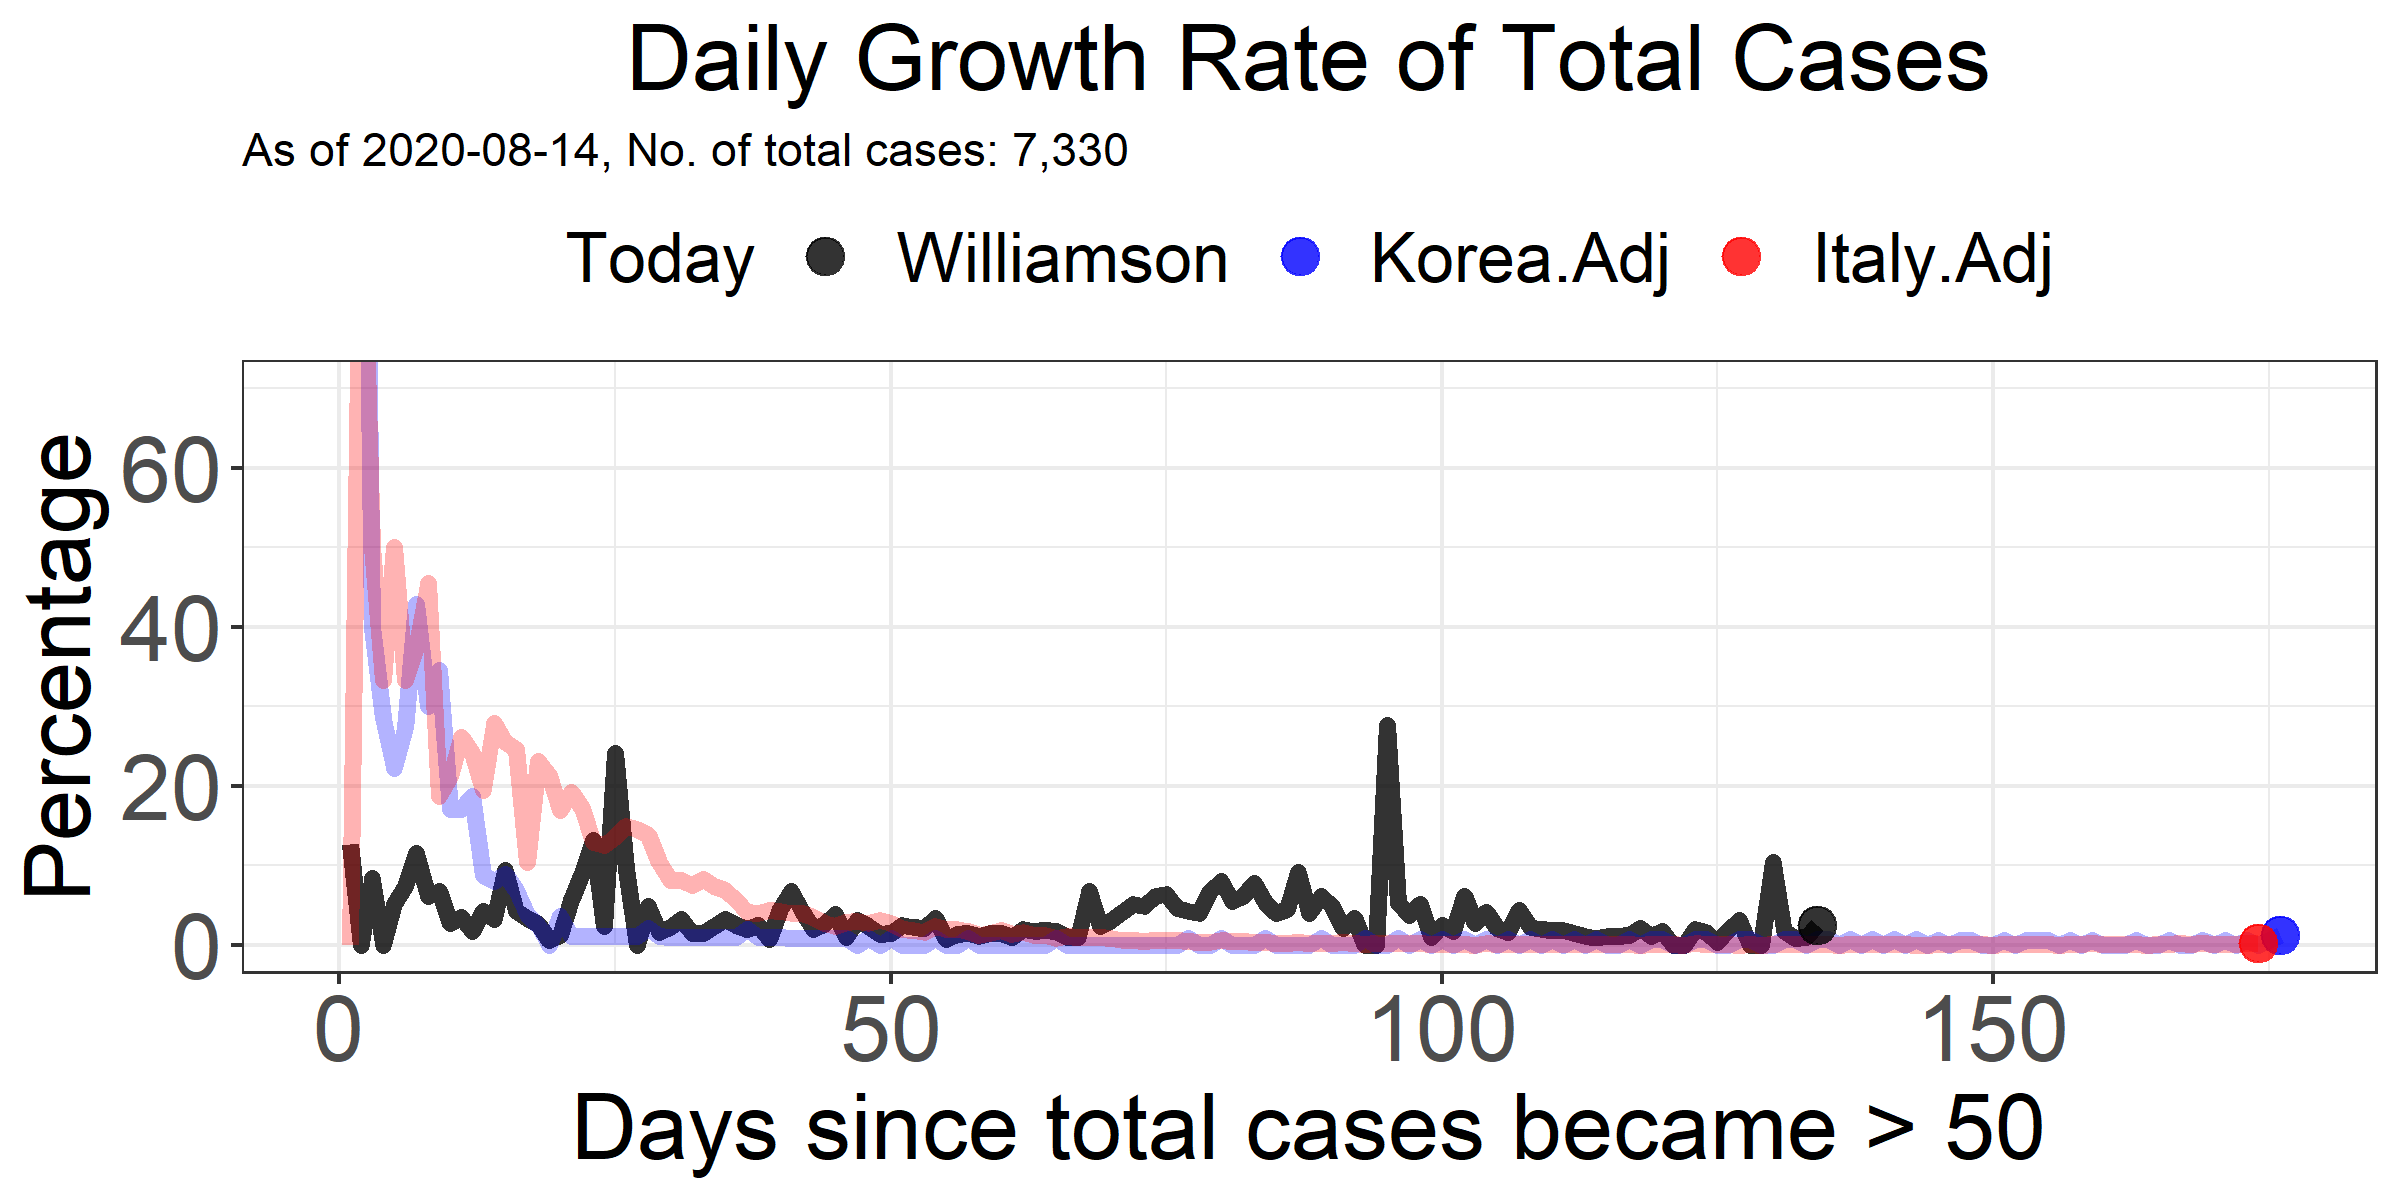 Daily Growth Rate of Total Cases
As of 2020-08-14, No. of total cases: 7,330
Today Williamson Korea.Adj Italy.Adj
Percentage
60
40
20
0
0 50 100 150
Days since total cases became > 50